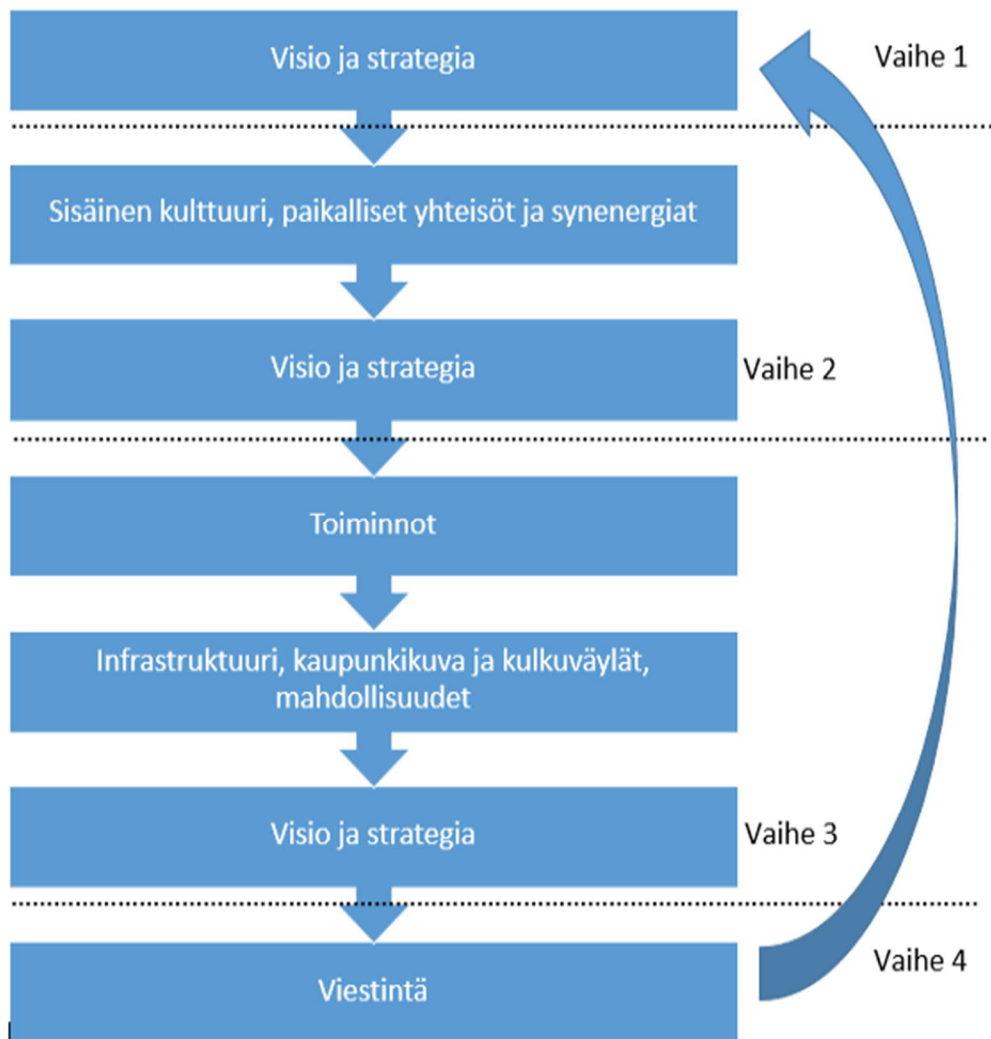 Visio ja strategia
Vaihe 1
Sisäinen kulttuuri, paikalliset yhteisöt ja synenergiat
Visio ja strategia
Vaihe 2
Toiminnot
Infrastruktuuri, kaupunkikuva ja kulkuväylät,
mahdollisuudet
Visio ja strategia
Vaihe 3
Viestintä
Vaihe 4